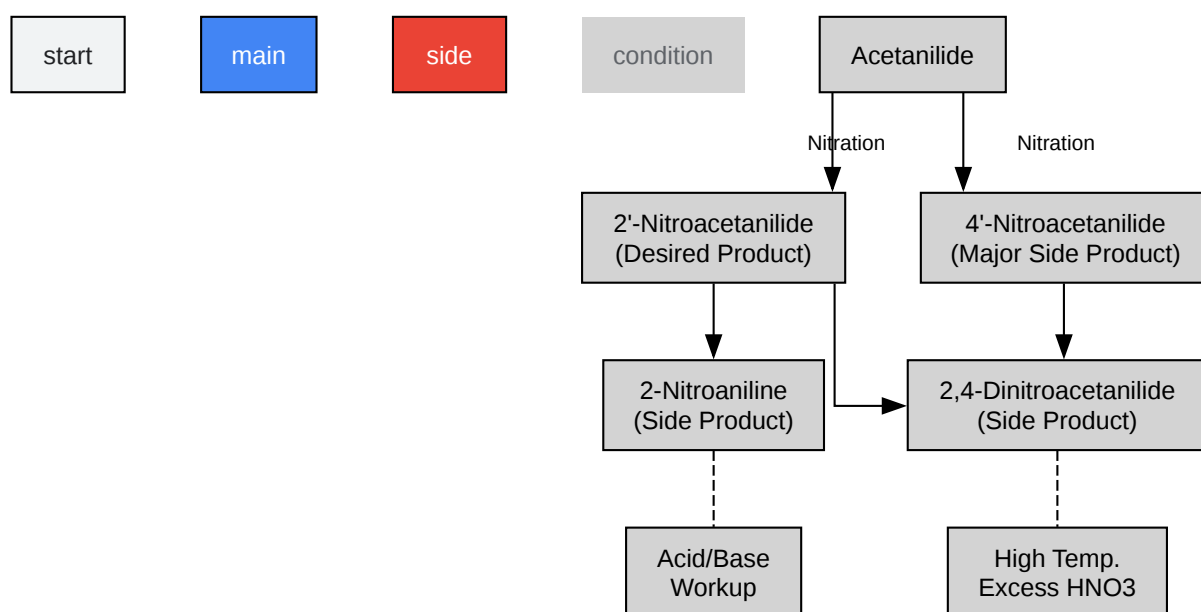 start
main
side
condition
Acetanilide
Nitration
Nitration
2'-Nitroacetanilide
(Desired Product)
4'-Nitroacetanilide
(Major Side Product)
2-Nitroaniline
(Side Product)
2,4-Dinitroacetanilide
(Side Product)
Acid/Base
Workup
High Temp.
Excess HNO3